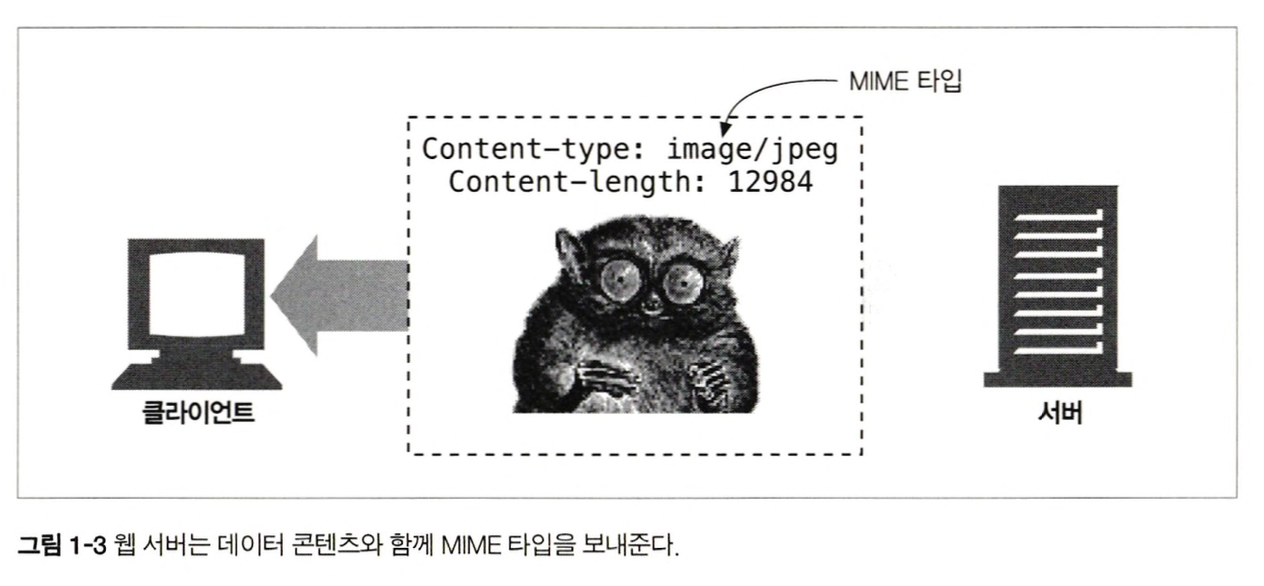 MIME 타입
Content-type: image/jpeg
Content-length: 12984
클라이언트
서버
그림 1-3 웹 서버는 데이터 콘텐츠와 함께 MIME 타입을 보내준다.